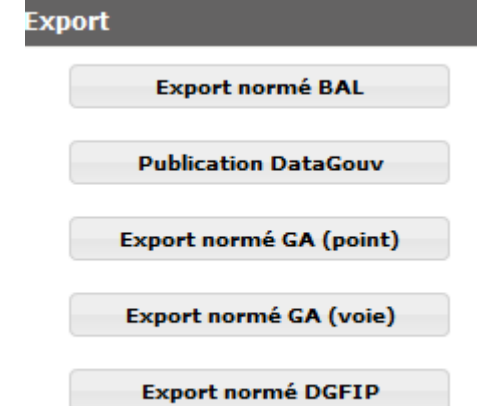 Export
Export normé BAL
Publication DataGouv
Export normé GA (point)
Export normé GA (voie)
Export normé DGFIP